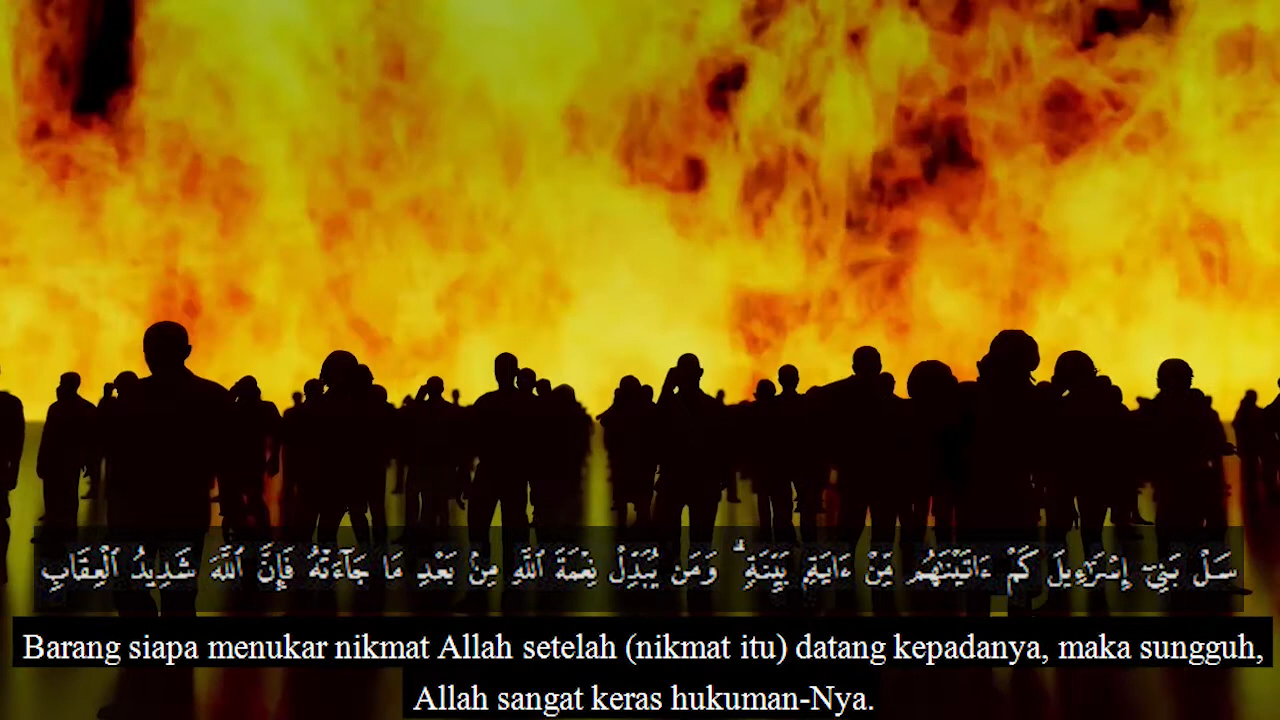 سَلْ بَنِىٓ إِسْرَٰٓءِيلَ كَمْ ءَاتَيْنَٰهُم مِّنْ ءَايَةٍۭ بَيِّنَةٍ ۗ وَمَن يُبَدِّلْ نِعْمَةَ ٱللَّهِ مِنۢ بَعْدِ مَا جَآءَتْهُ فَإِنَّ ٱللَّهَ شَدِيدُ ٱلْعِقَابِ
Barang siapa menukar nikmat Allah setelah (nikmat itu) datang kepadanya, maka sungguh,
Allah sangat keras hukuman-Nya.